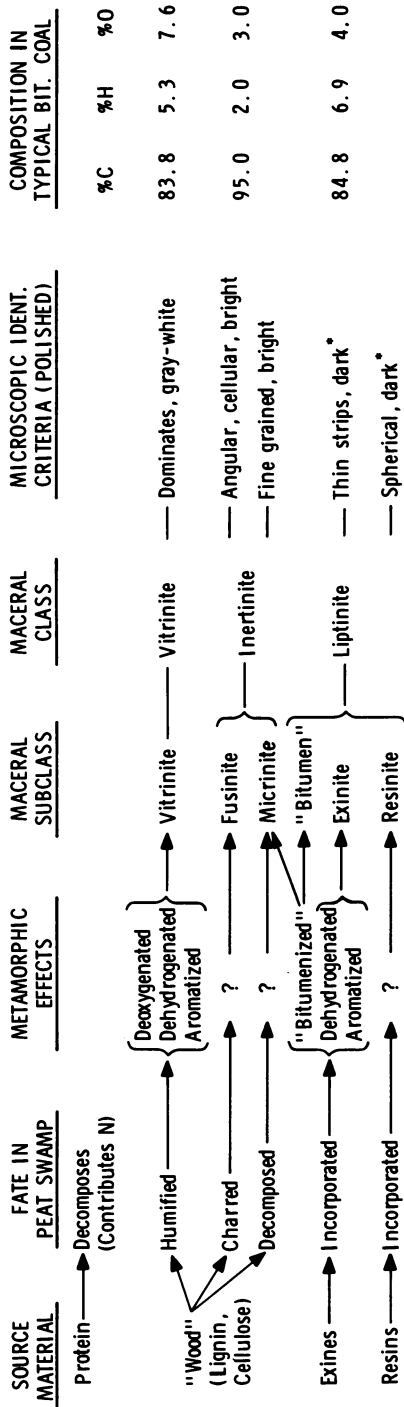 SOURCE MATERIAL
FATE IN PEAT SWAMP
METAMORPHIC EFFECTS
MACERAL SUBCLASS
MACERAL CLASS
MICROSCOPIC IDENT. CRITERIA (POLISHED)
COMPOSITION IN TYPICAL BIT. COAL
%C %H %O
Protein Decomposes
(Contributes N)
"Wood"
(Lignin,
Cellulose)
Humified
Deoxygenated
Dehydrogenated
Aromatized
Vitrinite Vitrinite Dominates, gray-white 83.8 5.3 7.6
Charred ? Fusinite
Inertinite
Angular, cellular, bright 95.0 2.0 3.0
Decomposed ? Micrinite Fine grained, bright
Exines Incorporated
"Bitumenized"
Dehydrogenated
Aromatized
"Bitumen"
Exinite Liptinite Thin strips, dark* 84.8 6.9 4.0
Resins Incorporated ? Resinite Spherical, dark*